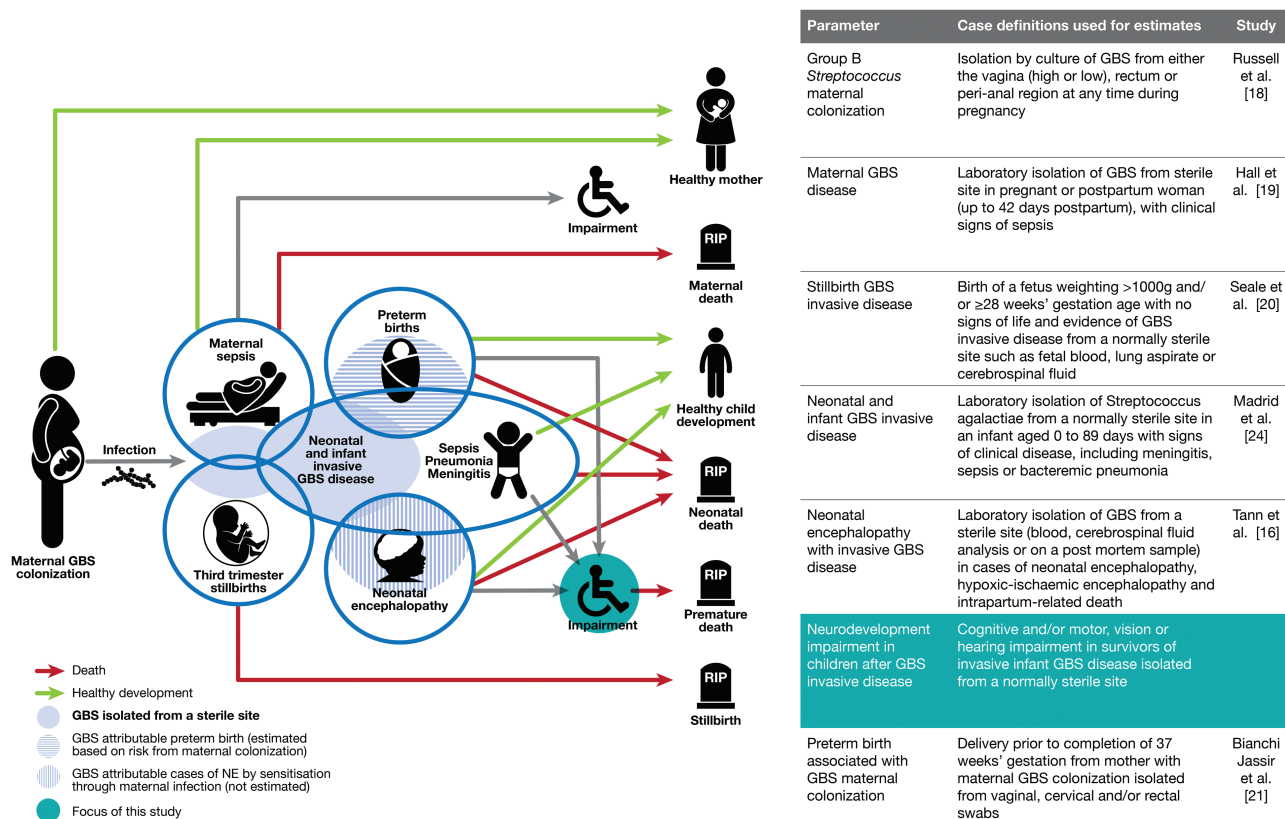 Healthy mother
Impairment
RIP
Maternal
death
Preterm
births
Maternal
sepsis
Healthy child
development
Neonatal
and infant
invasive
GBS disease
Sepsis
Pneumonia
Meningitis
Infection
RIP
Neonatal
death
Maternal GBS
colonization
Third trimester
stillbirths
Neonatal
encephalopathy
Impairment
RIP
Premature
death
RIP
Stillbirth
Death
Healthy development
GBS isolated from a sterile site
GBS attributable preterm birth (estimated
based on risk from maternal colonization)
GBS attributable cases of NE by sensitisation
through maternal infection (not estimated)
Focus of this study
Parameter Case definitions used for estimates Study
Group B Isolation by culture of GBS from either Russell
Streptococcus the vagina (high or low), rectum or et al.
maternal peri-anal region at any time during [18]
colonization pregnancy
Maternal GBS Laboratory isolation of GBS from sterile Hall et
disease site in pregnant or postpartum woman al. [19]
(up to 42 days postpartum), with clinical
signs of sepsis
Stillbirth GBS Birth of a fetus weighting >1000g and/ Seale et
invasive disease or ≥28 weeks' gestation age with no al. [20]
signs of life and evidence of GBS
invasive disease from a normally sterile
site such as fetal blood, lung aspirate or
cerebrospinal fluid
Neonatal and Laboratory isolation of Streptococcus Madrid
infant GBS invasive agalactiae from a normally sterile site in et al.
disease an infant aged 0 to 89 days with signs [24]
of clinical disease, including meningitis,
sepsis or bacteremic pneumonia
Neonatal Laboratory isolation of GBS from a Tann et
encephalopathy sterile site (blood, cerebrospinal fluid al. [16]
with invasive GBS analysis or on a post mortem sample)
disease in cases of neonatal encephalopathy,
hypoxic-ischaemic encephalopathy and
intrapartum-related death
Neurodevelopment Cognitive and/or motor, vision or
impairment in hearing impairment in survivors of
children after GBS invasive infant GBS disease isolated
invasive disease from a normally sterile site
Preterm birth Delivery prior to completion of 37 Bianchi
associated with weeks' gestation from mother with Jassir
GBS maternal maternal GBS colonization isolated et al.
colonization from vaginal, cervical and/or rectal [21]
swabs